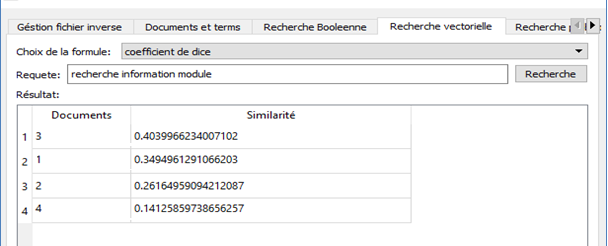 Géstion fichier inverse Documents et terms Recherche Booleenne Recherche vectorielle Recherche
Choix de la formule: coefficient de dice
Requete: recherche information module Recherche
Résultat:
Documents Similarité
1 3 0.4039966234007102
2 1 0.3494961291066203
3 2 0.26164959094212087
4 4 0.14125859738656257